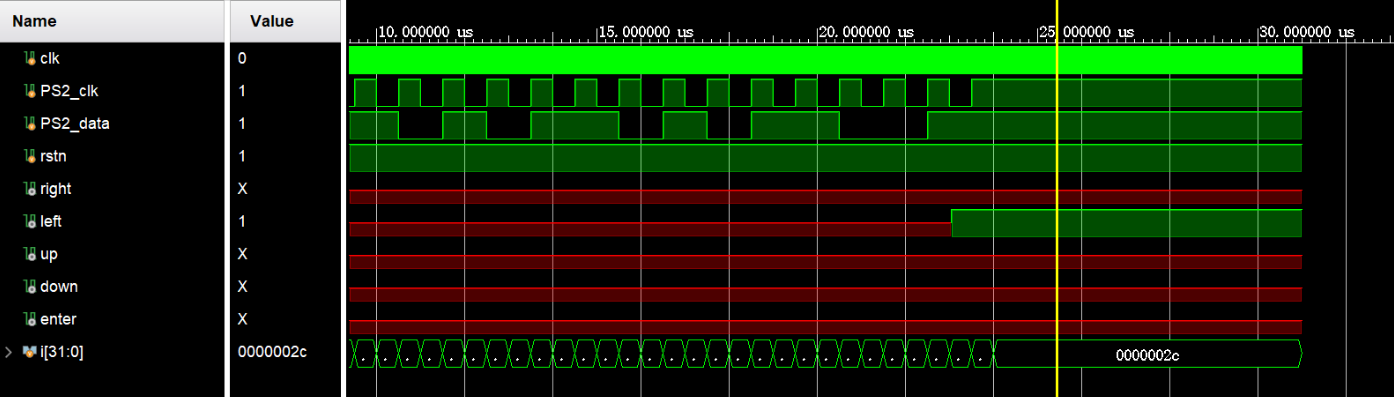 Name Value
10.000000 us 15.000000 us 20.000000 us 25.000000 us 30.000000 us
clk 0
PS2_clk 1
PS2_data 1
rstn 1
right X
left 1
up X
down X
enter X
i[31:0] 0000002c 0000002c